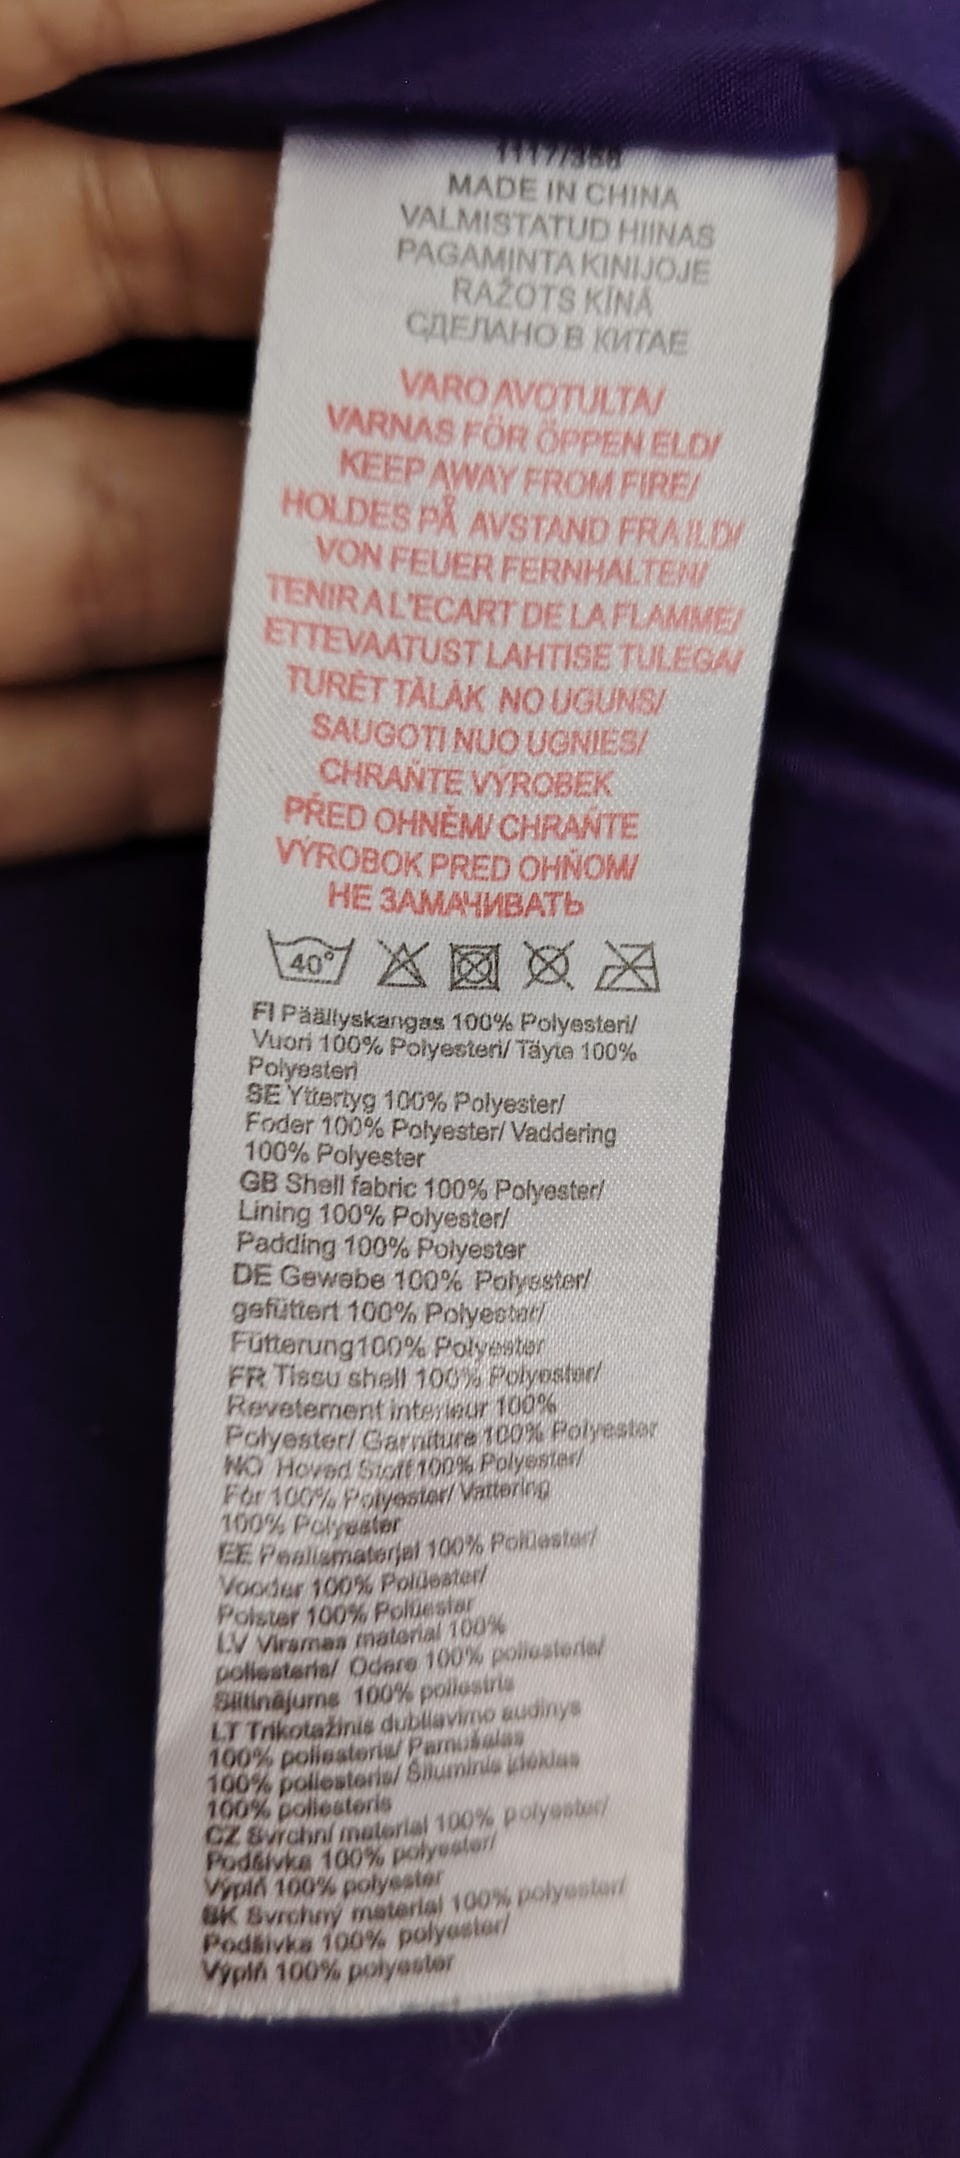 1117/358
MADE IN CHINA
VALMISTATUD HIINAS
PAGAMINTA KINIJOJE
RAŽOTS KĪNĀ
СДЕЛАНО В КИТАЕ
VARO AVOTULTA/
VARNAS FÖR ÖPPEN ELD/
KEEP AWAY FROM FIRE/
HOLDES PÅ AVSTAND FRA ILD/
VON FEUER FERNHALTEN/
TENIR A L'ECART DE LA FLAMME/
ETTEVAATUST LAHTISE TULEGA/
TURĒT TĀLĀK NO UGUNS/
SAUGOTI NUO UGNIES/
CHRAŇTE VÝROBEK
PŘED OHNĚM/ CHRAŇTE
VÝROBOK PRED OHŇOM/
НЕ ЗАМАЧИВАТЬ
40°
FI Päällyskangas 100% Polyesteri/
Vuori 100% Polyesteri/ Täyte 100%
Polyesteri
SE Yttertyg 100% Polyester/
Foder 100% Polyester/ Vaddering
100% Polyester
GB Shell fabric 100% Polyester/
Lining 100% Polyester/
Padding 100% Polyester
DE Gewebe 100% Polyester/
gefüttert 100% Polyester/
Fütterung100% Polyester
FR Tissu shell 100% Polyester/
Revetement interieur 100%
Polyester/ Garniture 100% Polyester
NO Hoved Stoff 100% Polyester/
Fór 100% Polyester/ Vattering
100% Polyester
EE Pealismaterjal 100% Polüester/
Vooder 100% Polüester/
Polster 100% Polüester
LV Virsmas material 100%
poliesteris/ Odere 100% poliesteris/
Siltinājums 100% poliestris
LT Trikotažinis dubliavimo audinys
100% poliesteris/ Pamušalas
100% poliesteris/ Šiluminis įdėklas
100% poliesteris
CZ Svrchní material 100% polyester/
Podšívka 100% polyester/
Výplň 100% polyester
SK Svrchný material 100% polyester/
Podšívka 100% polyester/
Výplň 100% polyester